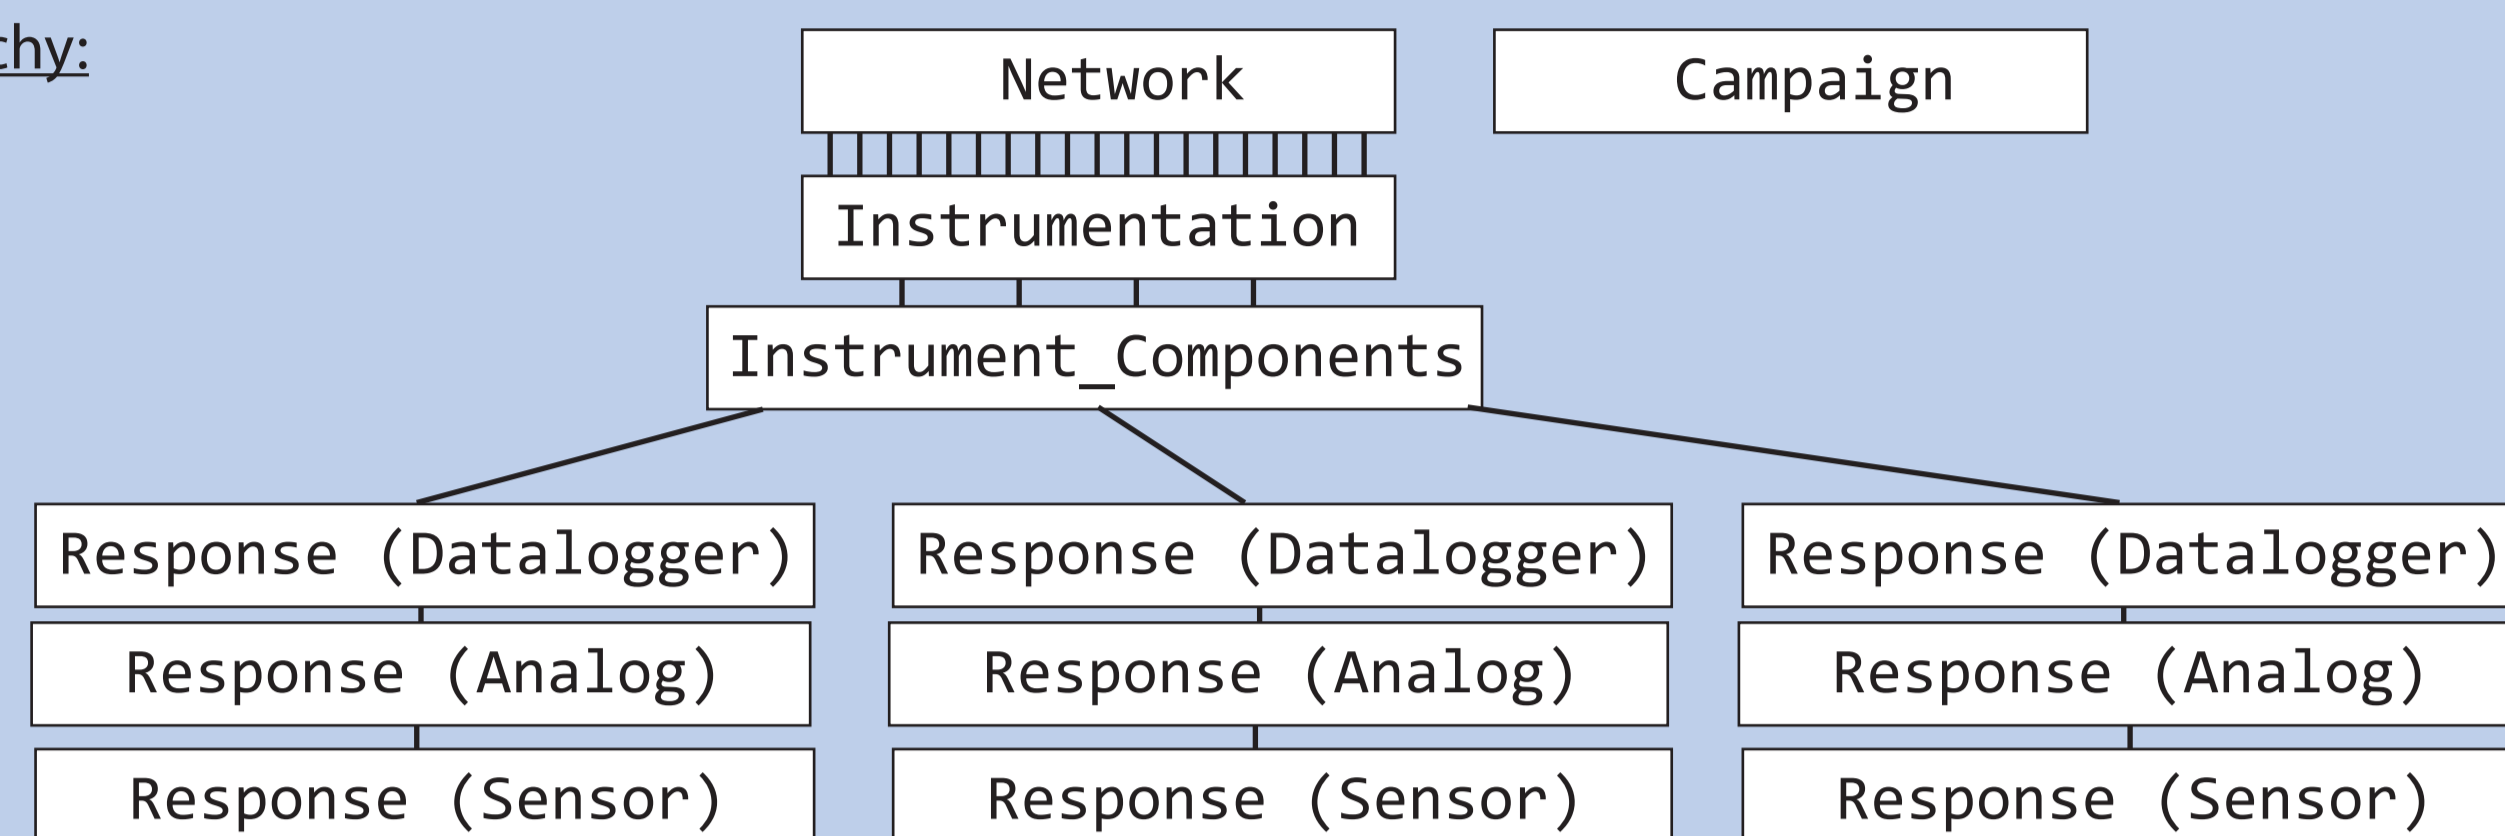 chy:
Network Campaign
Instrumentation
Instrument_Components
Response (Datalogger) Response (Datalogger) Response (Datalogger)
Response (Analog) Response (Analog) Response (Analog)
Response (Sensor) Response (Sensor) Response (Sensor)